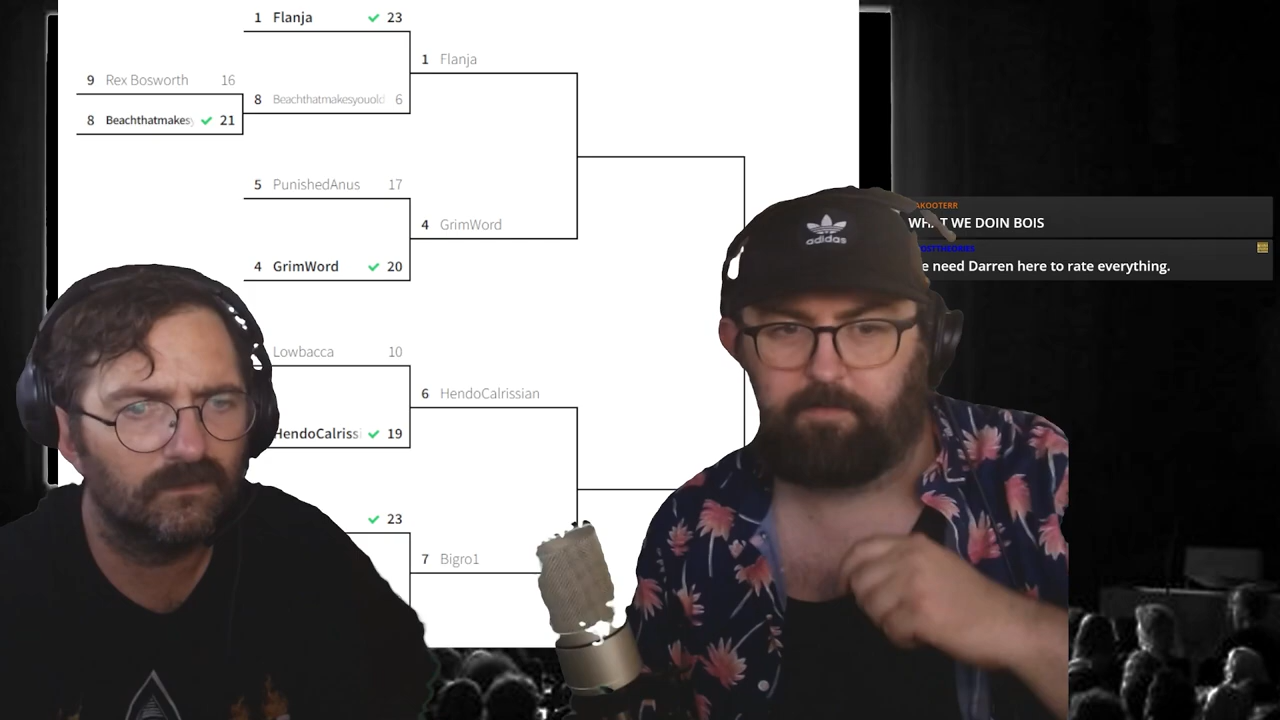 1 Flanja 23
1 Flanja
9 Rex Bosworth 16
8 Beachthatmakesyouold 6
8 Beachthatmakes 21
5 PunishedAnus 17
4 GrimWord
4 GrimWord 20
Lowbacca 10
6 HendoCalrissian
HendoCalrissi 19
23
7 Bigro1
adidas
AKOOTERR
WHAT WE DOIN BOIS
e need Darren here to rate everything.